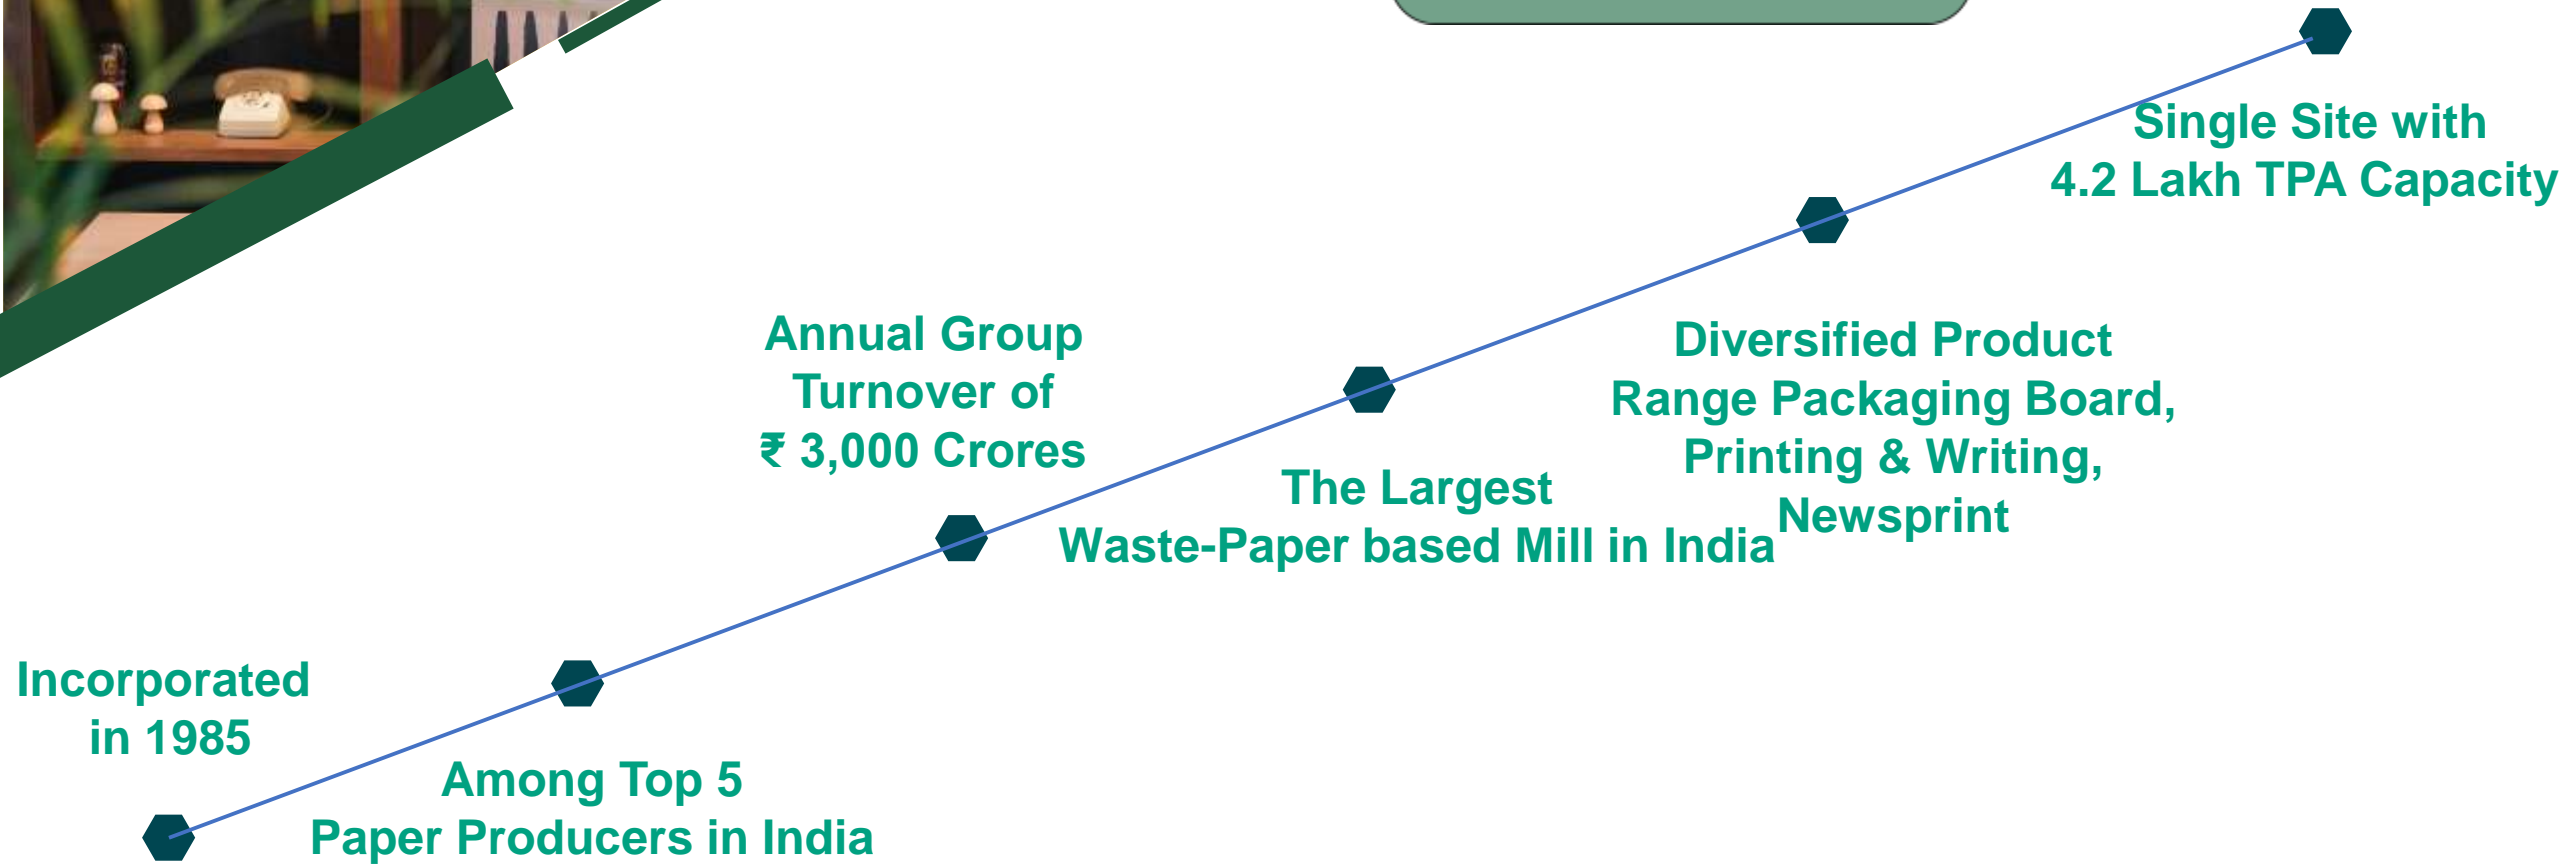 Single Site with
4.2 Lakh TPA Capacity
Annual Group
Turnover of
₹ 3,000 Crores
Diversified Product
Range Packaging Board,
Printing & Writing,
Newsprint
The Largest
Waste-Paper based Mill in India
Incorporated
in 1985
Among Top 5
Paper Producers in India